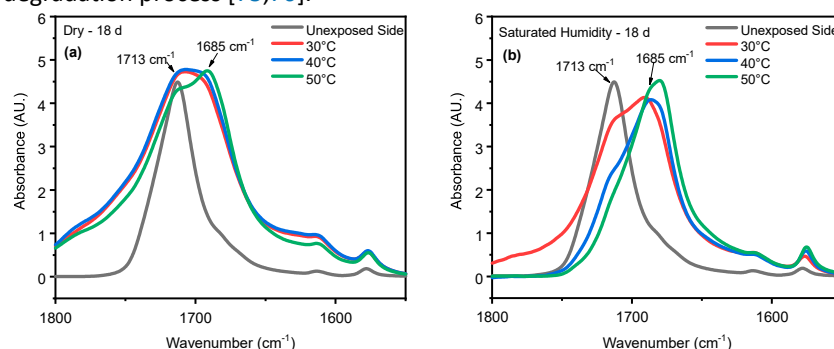 degradation process [75,76].
Dry - 18 d
(a)
1713 cm-1
1685 cm-1
Unexposed Side
30°C
40°C
50°C
6
5
4
3
2
1
0
Absorbance (AU.)
1800
1700
1600
Wavenumber (cm-1)
Saturated Humidity - 18 d
(b)
1713 cm-1
1685 cm-1
Unexposed Side
30°C
40°C
50°C
6
5
4
3
2
1
0
Absorbance (AU.)
1800
1700
1600
Wavenumber (cm-1)